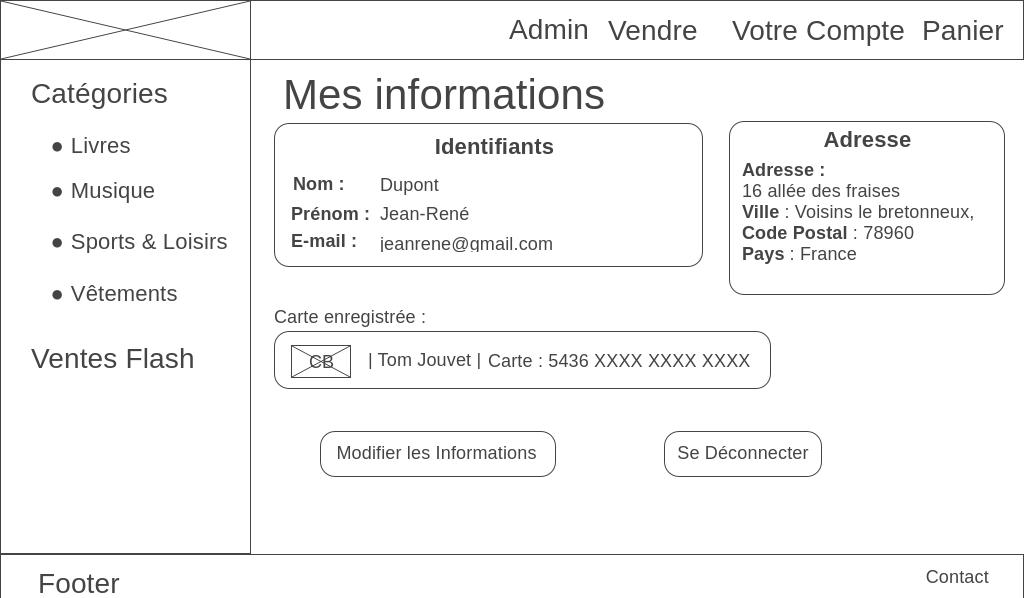 Admin Vendre Votre Compte Panier
Catégories
● Livres
● Musique
● Sports & Loisirs
● Vêtements
Ventes Flash
Mes informations
Identifiants
Nom : Dupont
Prénom : Jean-René
E-mail : jeanrene@gmail.com
Adresse
Adresse :
16 allée des fraises
Ville : Voisins le bretonneux,
Code Postal : 78960
Pays : France
Carte enregistrée :
CB | Tom Jouvet | Carte : 5436 XXXX XXXX XXXX
Modifier les Informations
Se Déconnecter
Footer
Contact